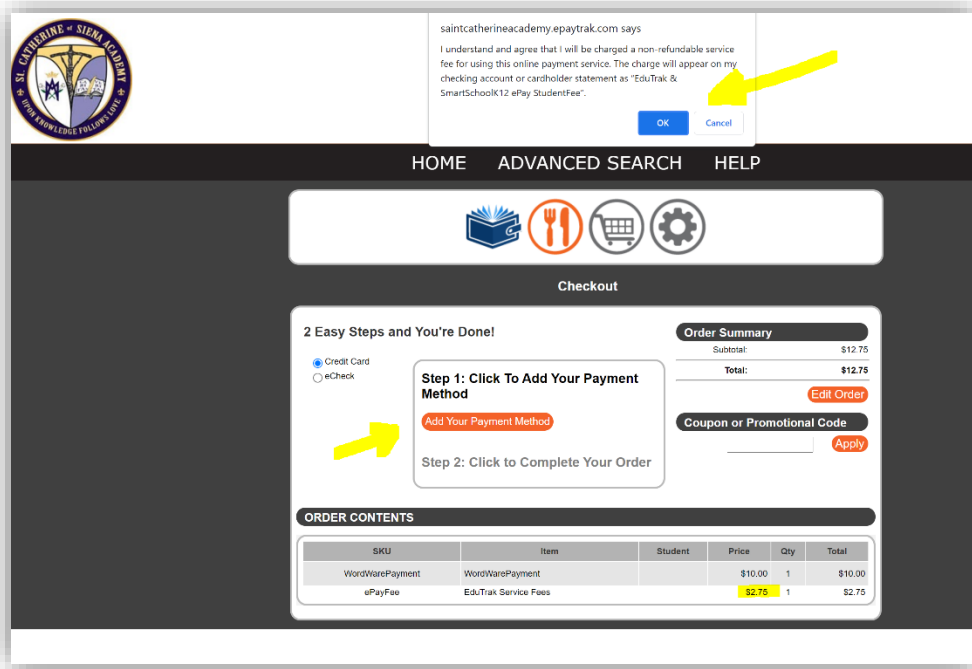 ST. CATHERINE OF SIENA ACADEMY
UPON KNOWLEDGE FOLLOWS LOVE
saintcatherineacademy.epaytrak.com says
I understand and agree that I will be charged a non-refundable service
fee for using this online payment service. The charge will appear on my
checking account or cardholder statement as "EduTrak &
SmartSchoolK12 ePay StudentFee".
OK Cancel
HOME ADVANCED SEARCH HELP
Checkout
2 Easy Steps and You're Done!
Credit Card
eCheck
Step 1: Click To Add Your Payment
Method
Add Your Payment Method
Step 2: Click to Complete Your Order
Order Summary
Subtotal: $12.75
Total: $12.75
Edit Order
Coupon or Promotional Code
Apply
ORDER CONTENTS
SKU Item Student Price Qty Total
WordWarePayment WordWarePayment $10.00 1 $10.00
ePayFee EduTrak Service Fees $2.75 1 $2.75